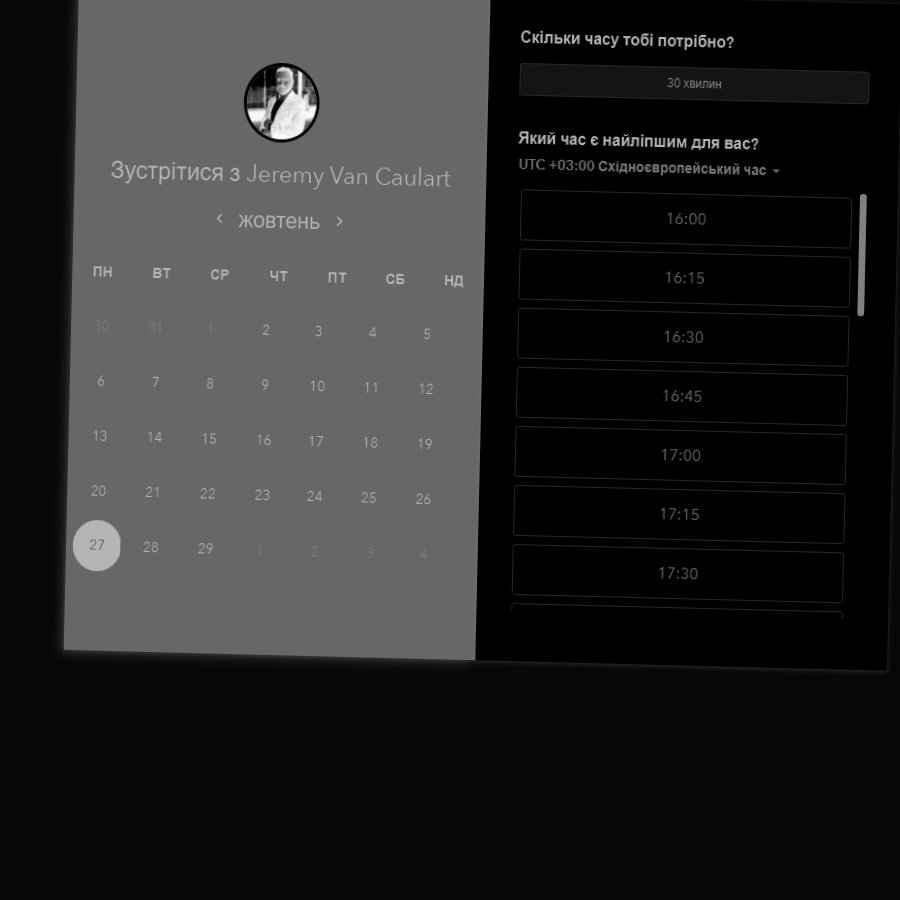 Зустрітися з Jeremy Van Caulart
‹ жовтень ›
ПН ВТ СР ЧТ ПТ СБ НД
30 31 1 2 3 4 5
6 7 8 9 10 11 12
13 14 15 16 17 18 19
20 21 22 23 24 25 26
27 28 29 1 2 3 4
Скільки часу тобі потрібно?
30 хвилин
Який час є найліпшим для вас?
UTC +03:00 Східноєвропейський час
16:00
16:15
16:30
16:45
17:00
17:15
17:30